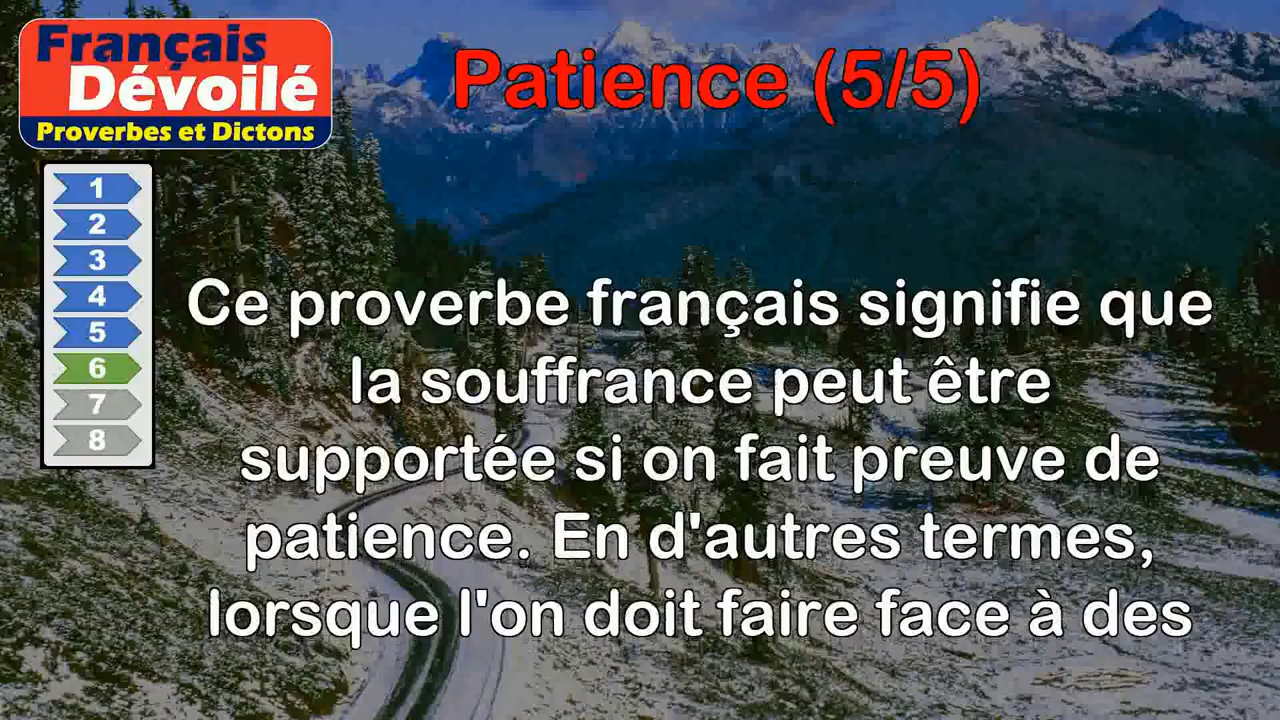 Français
Dévoilé
Proverbes et Dictons
Patience (5/5)
1
2
3
4
5
6
7
8
Ce proverbe français signifie que
la souffrance peut être
supportée si on fait preuve de
patience. En d'autres termes,
lorsque l'on doit faire face à des